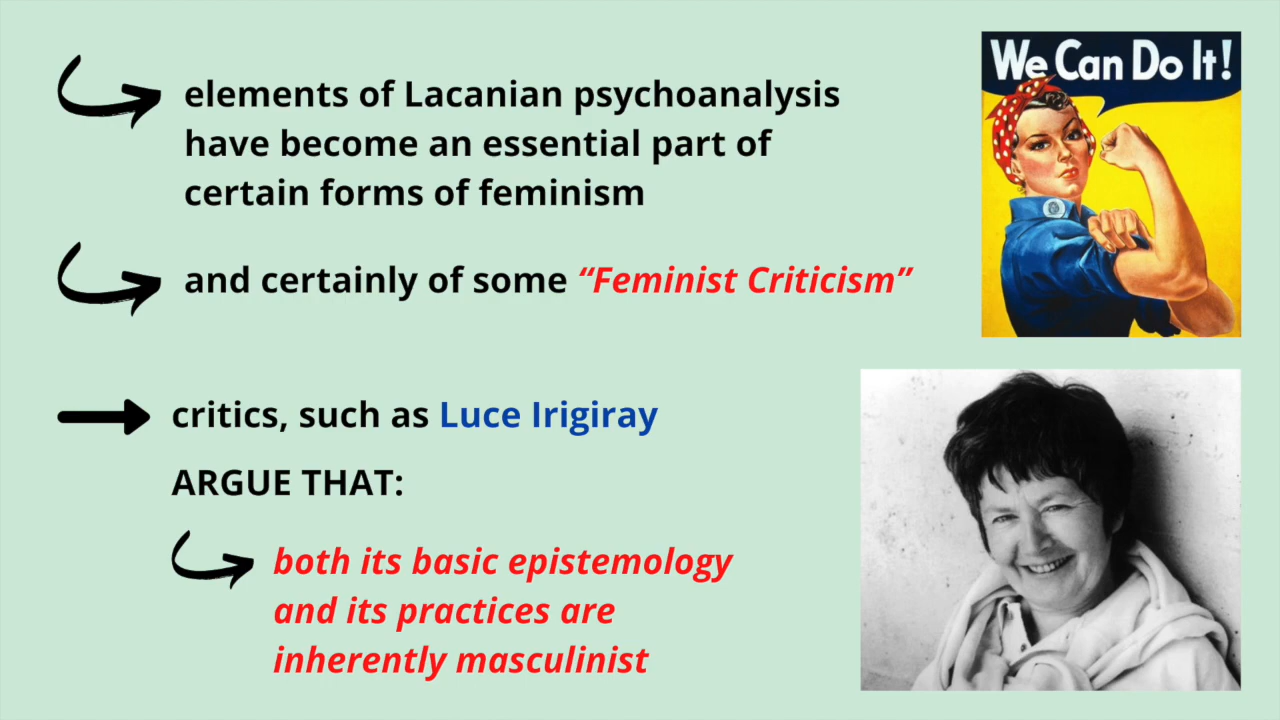 We Can Do It!
elements of Lacanian psychoanalysis
have become an essential part of
certain forms of feminism
and certainly of some “Feminist Criticism”
critics, such as Luce Irigiray
ARGUE THAT:
both its basic epistemology
and its practices are
inherently masculinist